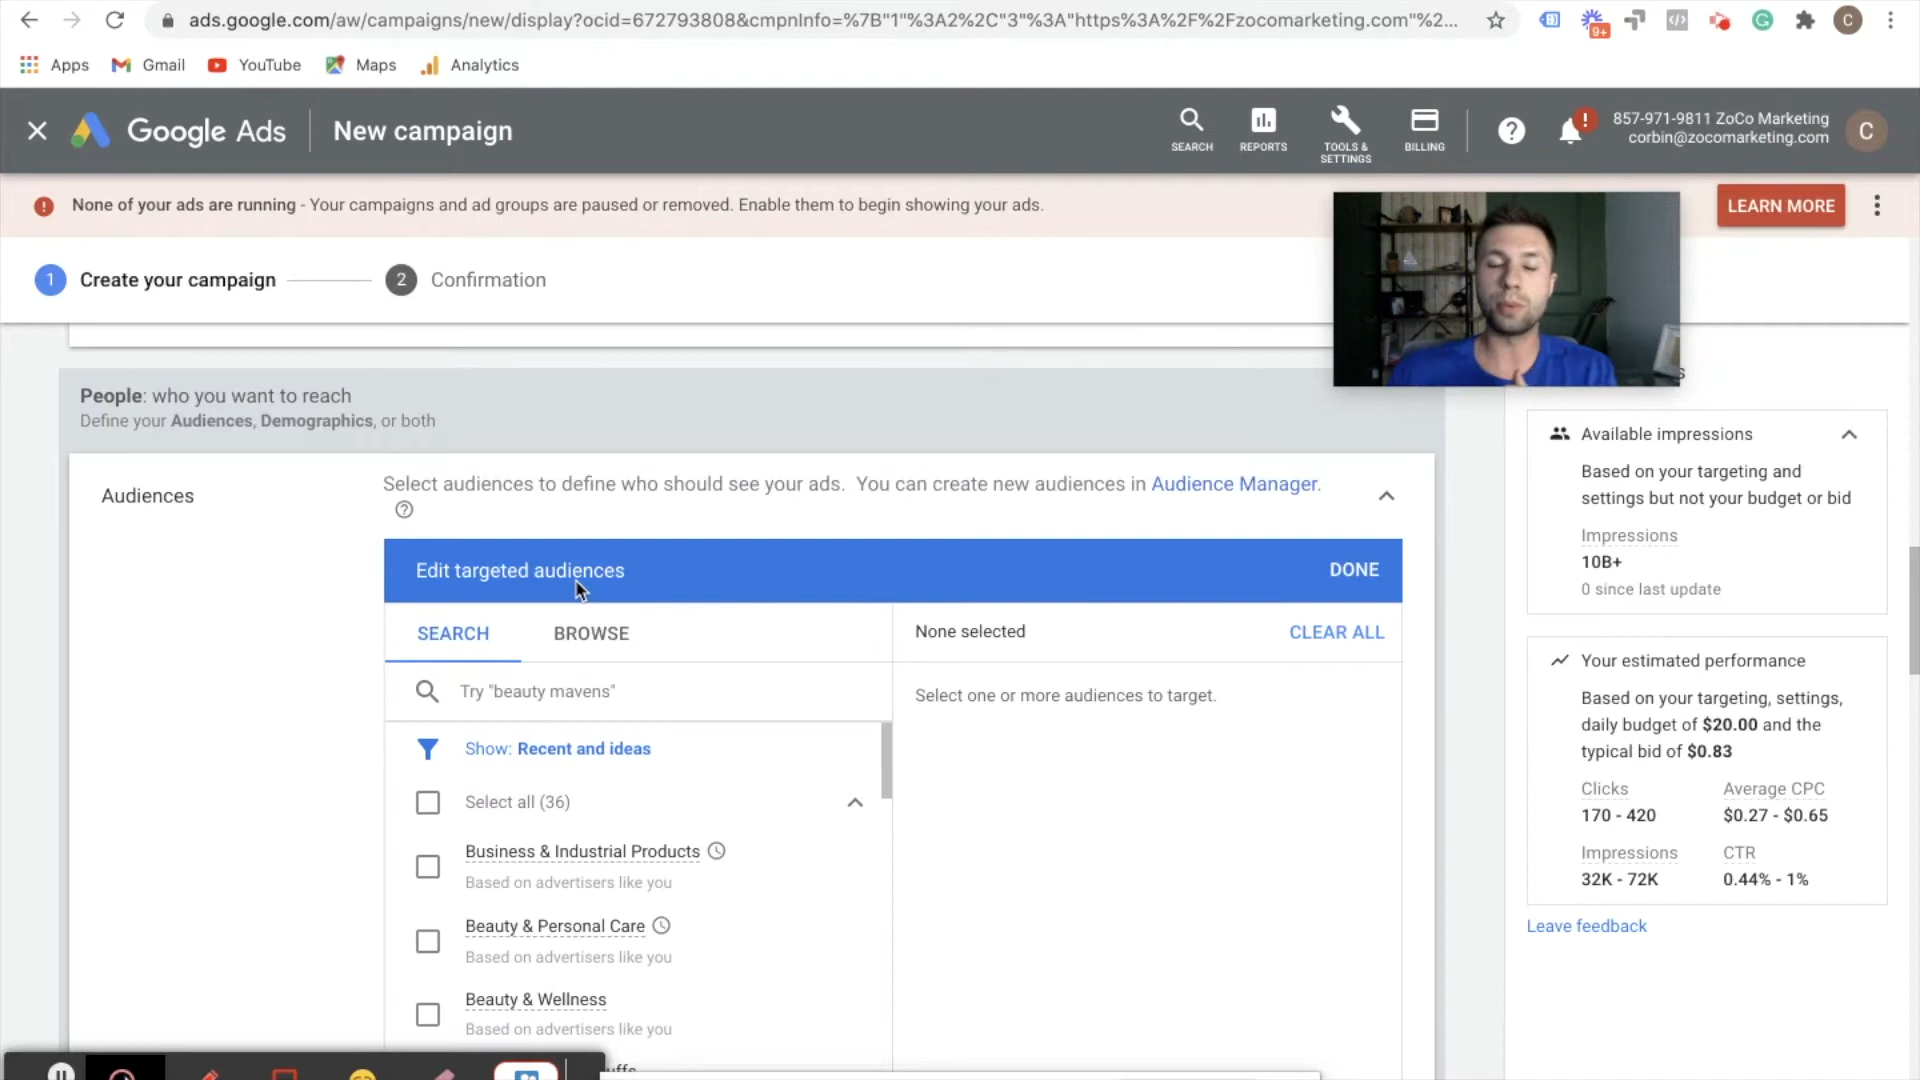 ads.google.com/aw/campaigns/new/display?ocid=672793808&cmpnInfo=%7B"1"%3A2%2C"3"%3A"https%3A%2F%2Fzocomarketing.com"%2...
9+
C
Apps
Gmail
YouTube
Maps
Analytics
Google Ads
New campaign
SEARCH
REPORTS
TOOLS &
SETTINGS
BILLING
857-971-9811 ZoCo Marketing
corbin@zocomarketing.com
C
None of your ads are running - Your campaigns and ad groups are paused or removed. Enable them to begin showing your ads.
LEARN MORE
1
Create your campaign
2
Confirmation
People: who you want to reach
Define your Audiences, Demographics, or both
Audiences
Select audiences to define who should see your ads. You can create new audiences in Audience Manager.
Edit targeted audiences
DONE
SEARCH
BROWSE
None selected
CLEAR ALL
Try "beauty mavens"
Select one or more audiences to target.
Show: Recent and ideas
Select all (36)
Business & Industrial Products
Based on advertisers like you
Beauty & Personal Care
Based on advertisers like you
Beauty & Wellness
Based on advertisers like you
Available impressions
Based on your targeting and
settings but not your budget or bid
Impressions
10B+
0 since last update
Your estimated performance
Based on your targeting, settings,
daily budget of $20.00 and the
typical bid of $0.83
Clicks
Average CPC
170 - 420
$0.27 - $0.65
Impressions
CTR
32K - 72K
0.44% - 1%
Leave feedback